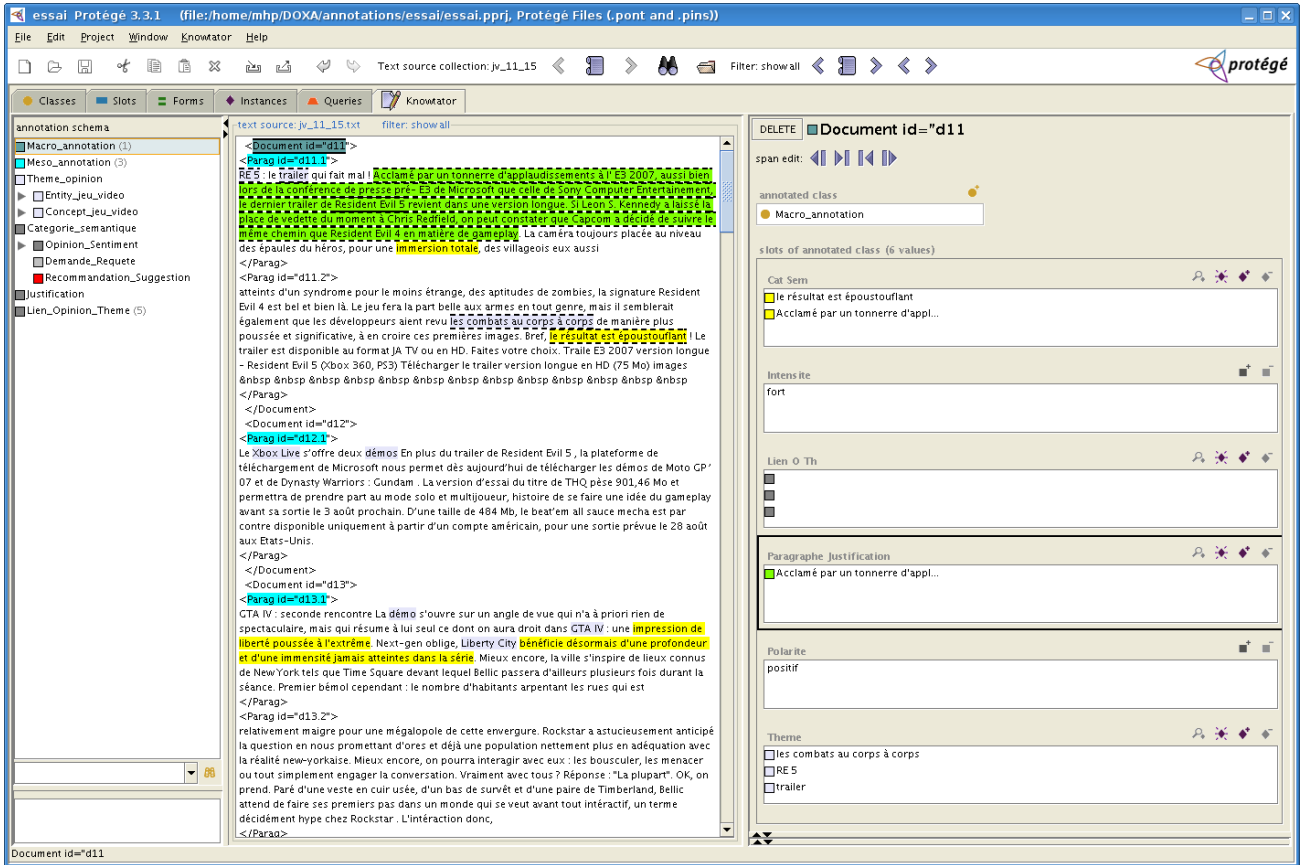 essai Protégé 3.3.1 (file:/home/mhp/DOXA/annotations/essai/essai.pprj, Protégé Files (.pont and .pins))
File Edit Project Window Knowtator Help
Text source collection: jv_11_15 Filter: show all protégé
Classes Slots Forms Instances Queries Knowtator
annotation schema
Macro_annotation (1)
Meso_annotation (3)
Theme_opinion
Entity_jeu_video
Concept_jeu_video
Categorie_semantique
Opinion_Sentiment
Demande_Requete
Recommandation_Suggestion
Justification
Lien_Opinion_Theme (5)
text source: jv_11_15.txt filter: show all
<Document id="d11">
<Parag id="d11.1">
RE 5 : le trailer qui fait mal ! Acclamé par un tonnerre d'applaudissements à l' E3 2007, aussi bien
lors de la conférence de presse pré- E3 de Microsoft que celle de Sony Computer Entertainement,
le dernier trailer de Resident Evil 5 revient dans une version longue. Si Leon S. Kennedy a laissé la
place de vedette du moment à Chris Redfield, on peut constater que Capcom a décidé de suivre le
même chemin que Resident Evil 4 en matière de gameplay. La caméra toujours placée au niveau
des épaules du héros, pour une immersion totale, des villageois eux aussi
</Parag>
<Parag id="d11.2">
atteints d'un syndrome pour le moins étrange, des aptitudes de zombies, la signature Resident
Evil 4 est bel et bien là. Le jeu fera la part belle aux armes en tout genre, mais il semblerait
également que les développeurs aient revu les combats au corps à corps de manière plus
poussée et significative, à en croire ces premières images. Bref, le résultat est époustouflant ! Le
trailer est disponible au format JA TV ou en HD. Faites votre choix. Traile E3 2007 version longue
- Resident Evil 5 (Xbox 360, PS3) Télécharger le trailer version longue en HD (75 Mo) images
&nbsp &nbsp &nbsp &nbsp &nbsp &nbsp &nbsp &nbsp &nbsp &nbsp &nbsp &nbsp &nbsp
</Parag>
</Document>
<Document id="d12">
<Parag id="d12.1">
Le Xbox Live s'offre deux démos En plus du trailer de Resident Evil 5 , la plateforme de
téléchargement de Microsoft nous permet dès aujourd'hui de télécharger les démos de Moto GP '
07 et de Dynasty Warriors : Gundam . La version d'essai du titre de THQ pèse 901,46 Mo et
permettra de prendre part au mode solo et multijoueur, histoire de se faire une idée du gameplay
avant sa sortie le 3 août prochain. D'une taille de 484 Mb, le beat'em all sauce mecha est par
contre disponible uniquement à partir d'un compte américain, pour une sortie prévue le 28 août
aux Etats-Unis.
</Parag>
</Document>
<Document id="d13">
<Parag id="d13.1">
GTA IV : seconde rencontre La démo s'ouvre sur un angle de vue qui n'a à priori rien de
spectaculaire, mais qui résume à lui seul ce dont on aura droit dans GTA IV : une impression de
liberté poussée à l'extrême. Next-gen oblige, Liberty City bénéficie désormais d'une profondeur
et d'une immensité jamais atteintes dans la série. Mieux encore, la ville s'inspire de lieux connus
de New York tels que Time Square devant lequel Bellic passera d'ailleurs plusieurs fois durant la
séance. Premier bémol cependant : le nombre d'habitants arpentant les rues qui est
</Parag>
<Parag id="d13.2">
relativement maigre pour une mégalopole de cette envergure. Rockstar a astucieusement anticipé
la question en nous promettant d'ores et déjà une population nettement plus en adéquation avec
la réalité new-yorkaise. Mieux encore, on pourra interagir avec eux : les bousculer, les menacer
ou tout simplement engager la conversation. Vraiment avec tous ? Réponse : "La plupart". OK, on
prend. Paré d'une veste en cuir usée, d'un bas de survêt et d'une paire de Timberland, Bellic
attend de faire ses premiers pas dans un monde qui se veut avant tout intéractif, un terme
décidément hype chez Rockstar . L'intéraction donc,
</Parag>
DELETE Document id="d11
span edit:
annotated class
Macro_annotation
slots of annotated class (6 values)
Cat Sem
le résultat est époustouflant
Acclamé par un tonnerre d'appl...
Intensite
fort
Lien O Th
Paragraphe Justification
Acclamé par un tonnerre d'appl...
Polarite
positif
Theme
les combats au corps à corps
RE 5
trailer
Document id="d11